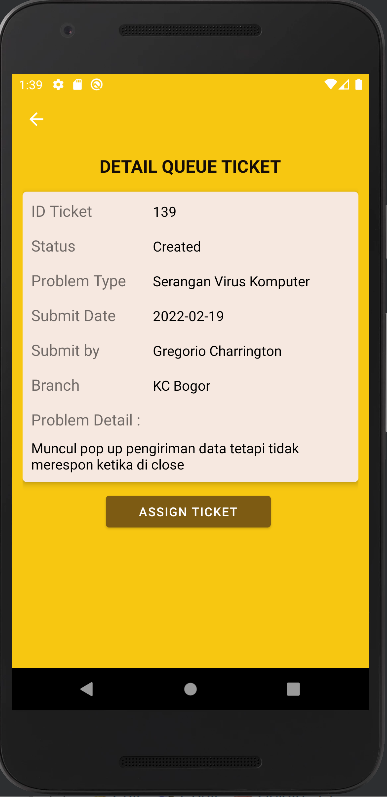 1:39
DETAIL QUEUE TICKET
ID Ticket 139
Status Created
Problem Type Serangan Virus Komputer
Submit Date 2022-02-19
Submit by Gregorio Charrington
Branch KC Bogor
Problem Detail :
Muncul pop up pengiriman data tetapi tidak
merespon ketika di close
ASSIGN TICKET